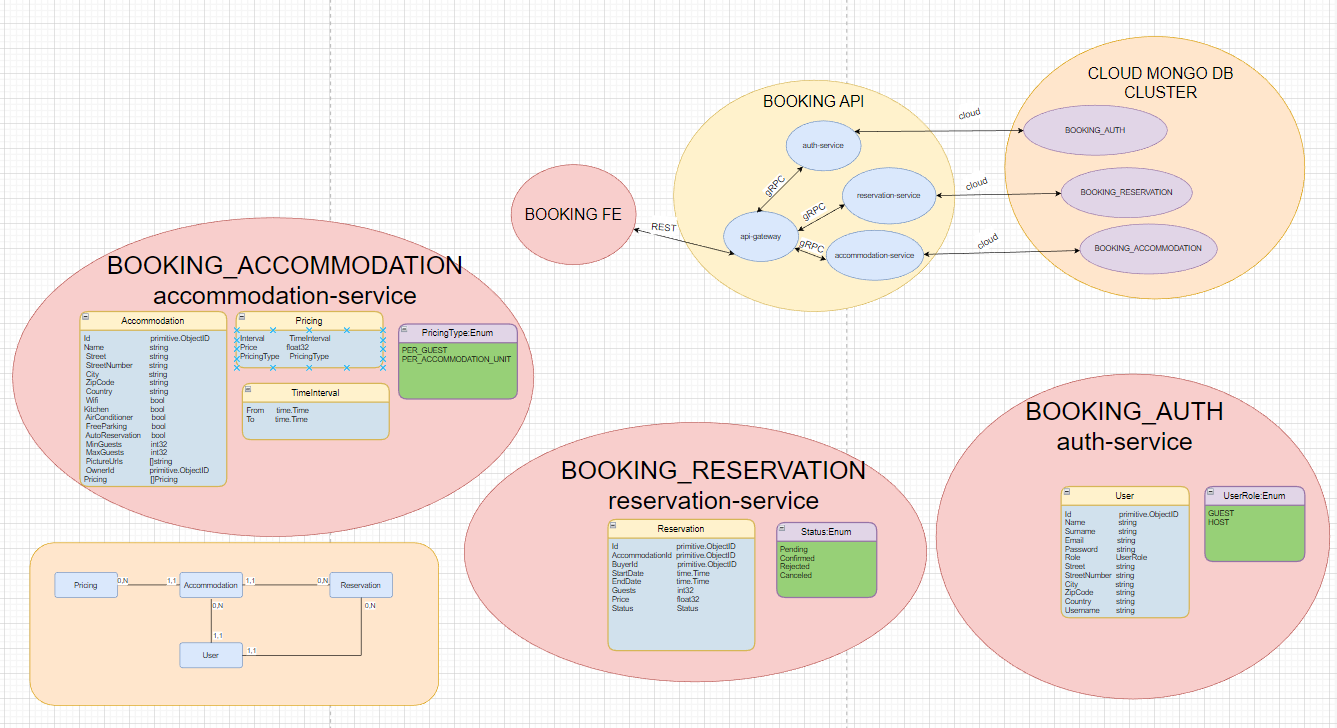 CLOUD MONGO DB
CLUSTER
BOOKING API
cloud
BOOKING_AUTH
auth-service
gRPC
cloud
BOOKING_RESERVATION
reservation-service
gRPC
BOOKING FE
REST
api-gateway
gRPC
accommodation-service
cloud
BOOKING_ACCOMMODATION
BOOKING_ACCOMMODATION
accommodation-service
Accommodation
Id primitive.ObjectID
Name string
Street string
StreetNumber string
City string
ZipCode string
Country string
Wifi bool
Kitchen bool
AirConditioner bool
FreeParking bool
AutoReservation bool
MinGuests int32
MaxGuests int32
PictureUrls []string
OwnerId primitive.ObjectID
Pricing []Pricing
Pricing
Interval TimeInterval
Price float32
PricingType PricingType
PricingType:Enum
PER_GUEST
PER_ACCOMMODATION_UNIT
TimeInterval
From time.Time
To time.Time
BOOKING_RESERVATION
reservation-service
Reservation
Id primitive.ObjectID
AccommodationId primitive.ObjectID
BuyerId primitive.ObjectID
StartDate time.Time
EndDate time.Time
Guests int32
Price float32
Status Status
Status:Enum
Pending
Confirmed
Rejected
Canceled
BOOKING_AUTH
auth-service
User
Id primitive.ObjectID
Name string
Surname string
Email string
Password string
Role UserRole
Street string
StreetNumber string
City string
ZipCode string
Country string
Username string
UserRole:Enum
GUEST
HOST
Pricing 0,N 1,1 Accommodation 1,1 0,N Reservation
0,N 0,N
1,1
User 1,1